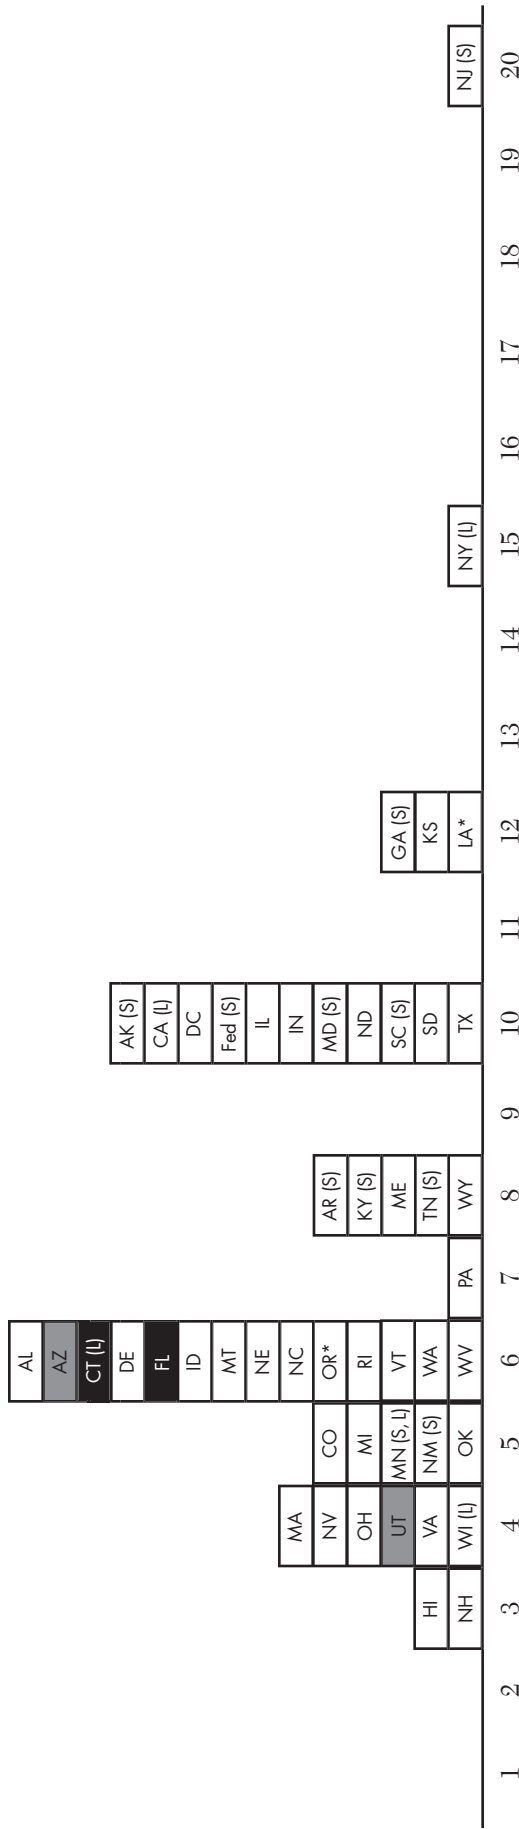 AL
AZ
CT (L)
DE
FL
ID
MT
NE
NC
OR*
RI
VT
WA
WV
MA
NV
OH
UT
VA
WI (L)
CO
MI
MN (S, L)
NM (S)
OK
HI
NH
PA
AR (S)
KY (S)
ME
TN (S)
WY
AK (S)
CA (L)
DC
Fed (S)
IL
IN
MD (S)
ND
SC (S)
SD
TX
GA (S)
KS
LA*
NY (L)
NJ (S)
1 2 3 4 5 6 7 8 9 10 11 12 13 14 15 16 17 18 19 20